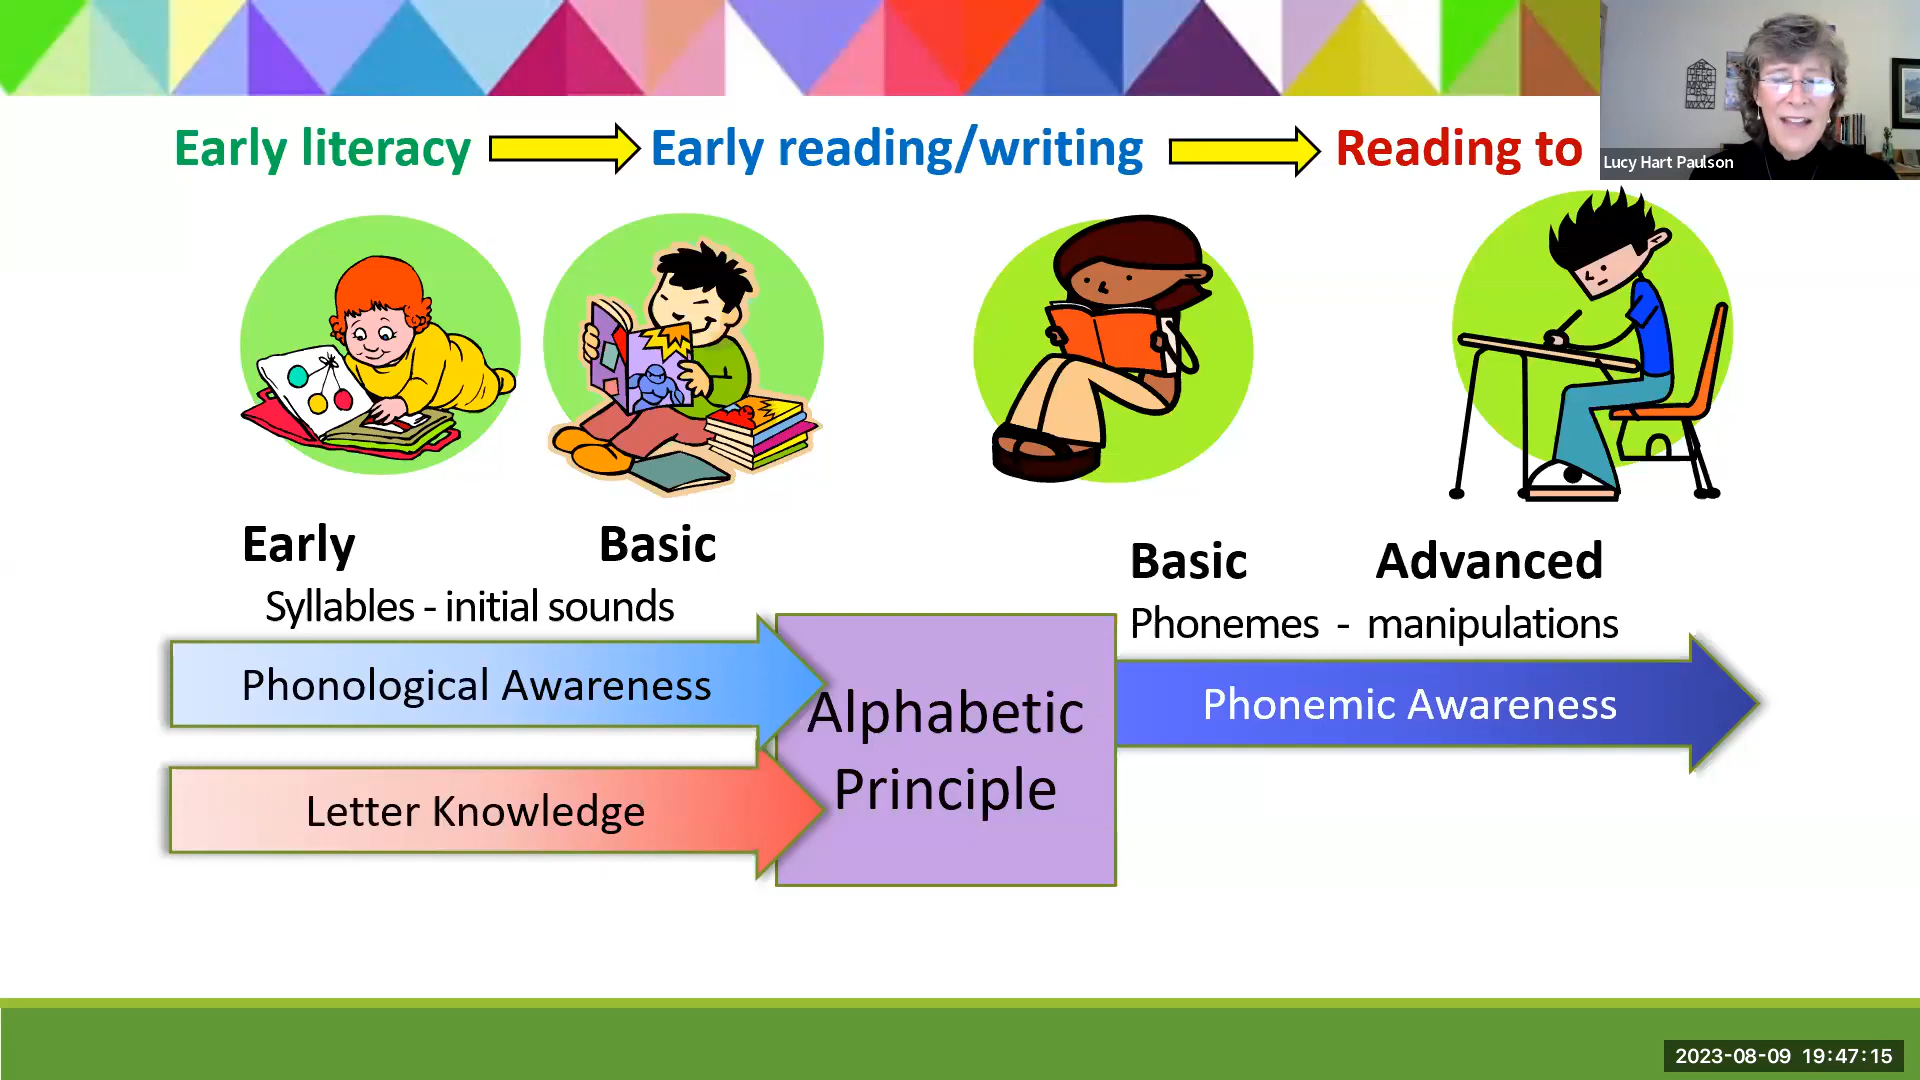 Early literacy Early reading/writing Reading to
Lucy Hart Paulson
Early Basic
Syllables - initial sounds
Basic Advanced
Phonemes - manipulations
Phonological Awareness
Alphabetic
Principle
Phonemic Awareness
Letter Knowledge
2023-08-09 19:47:15